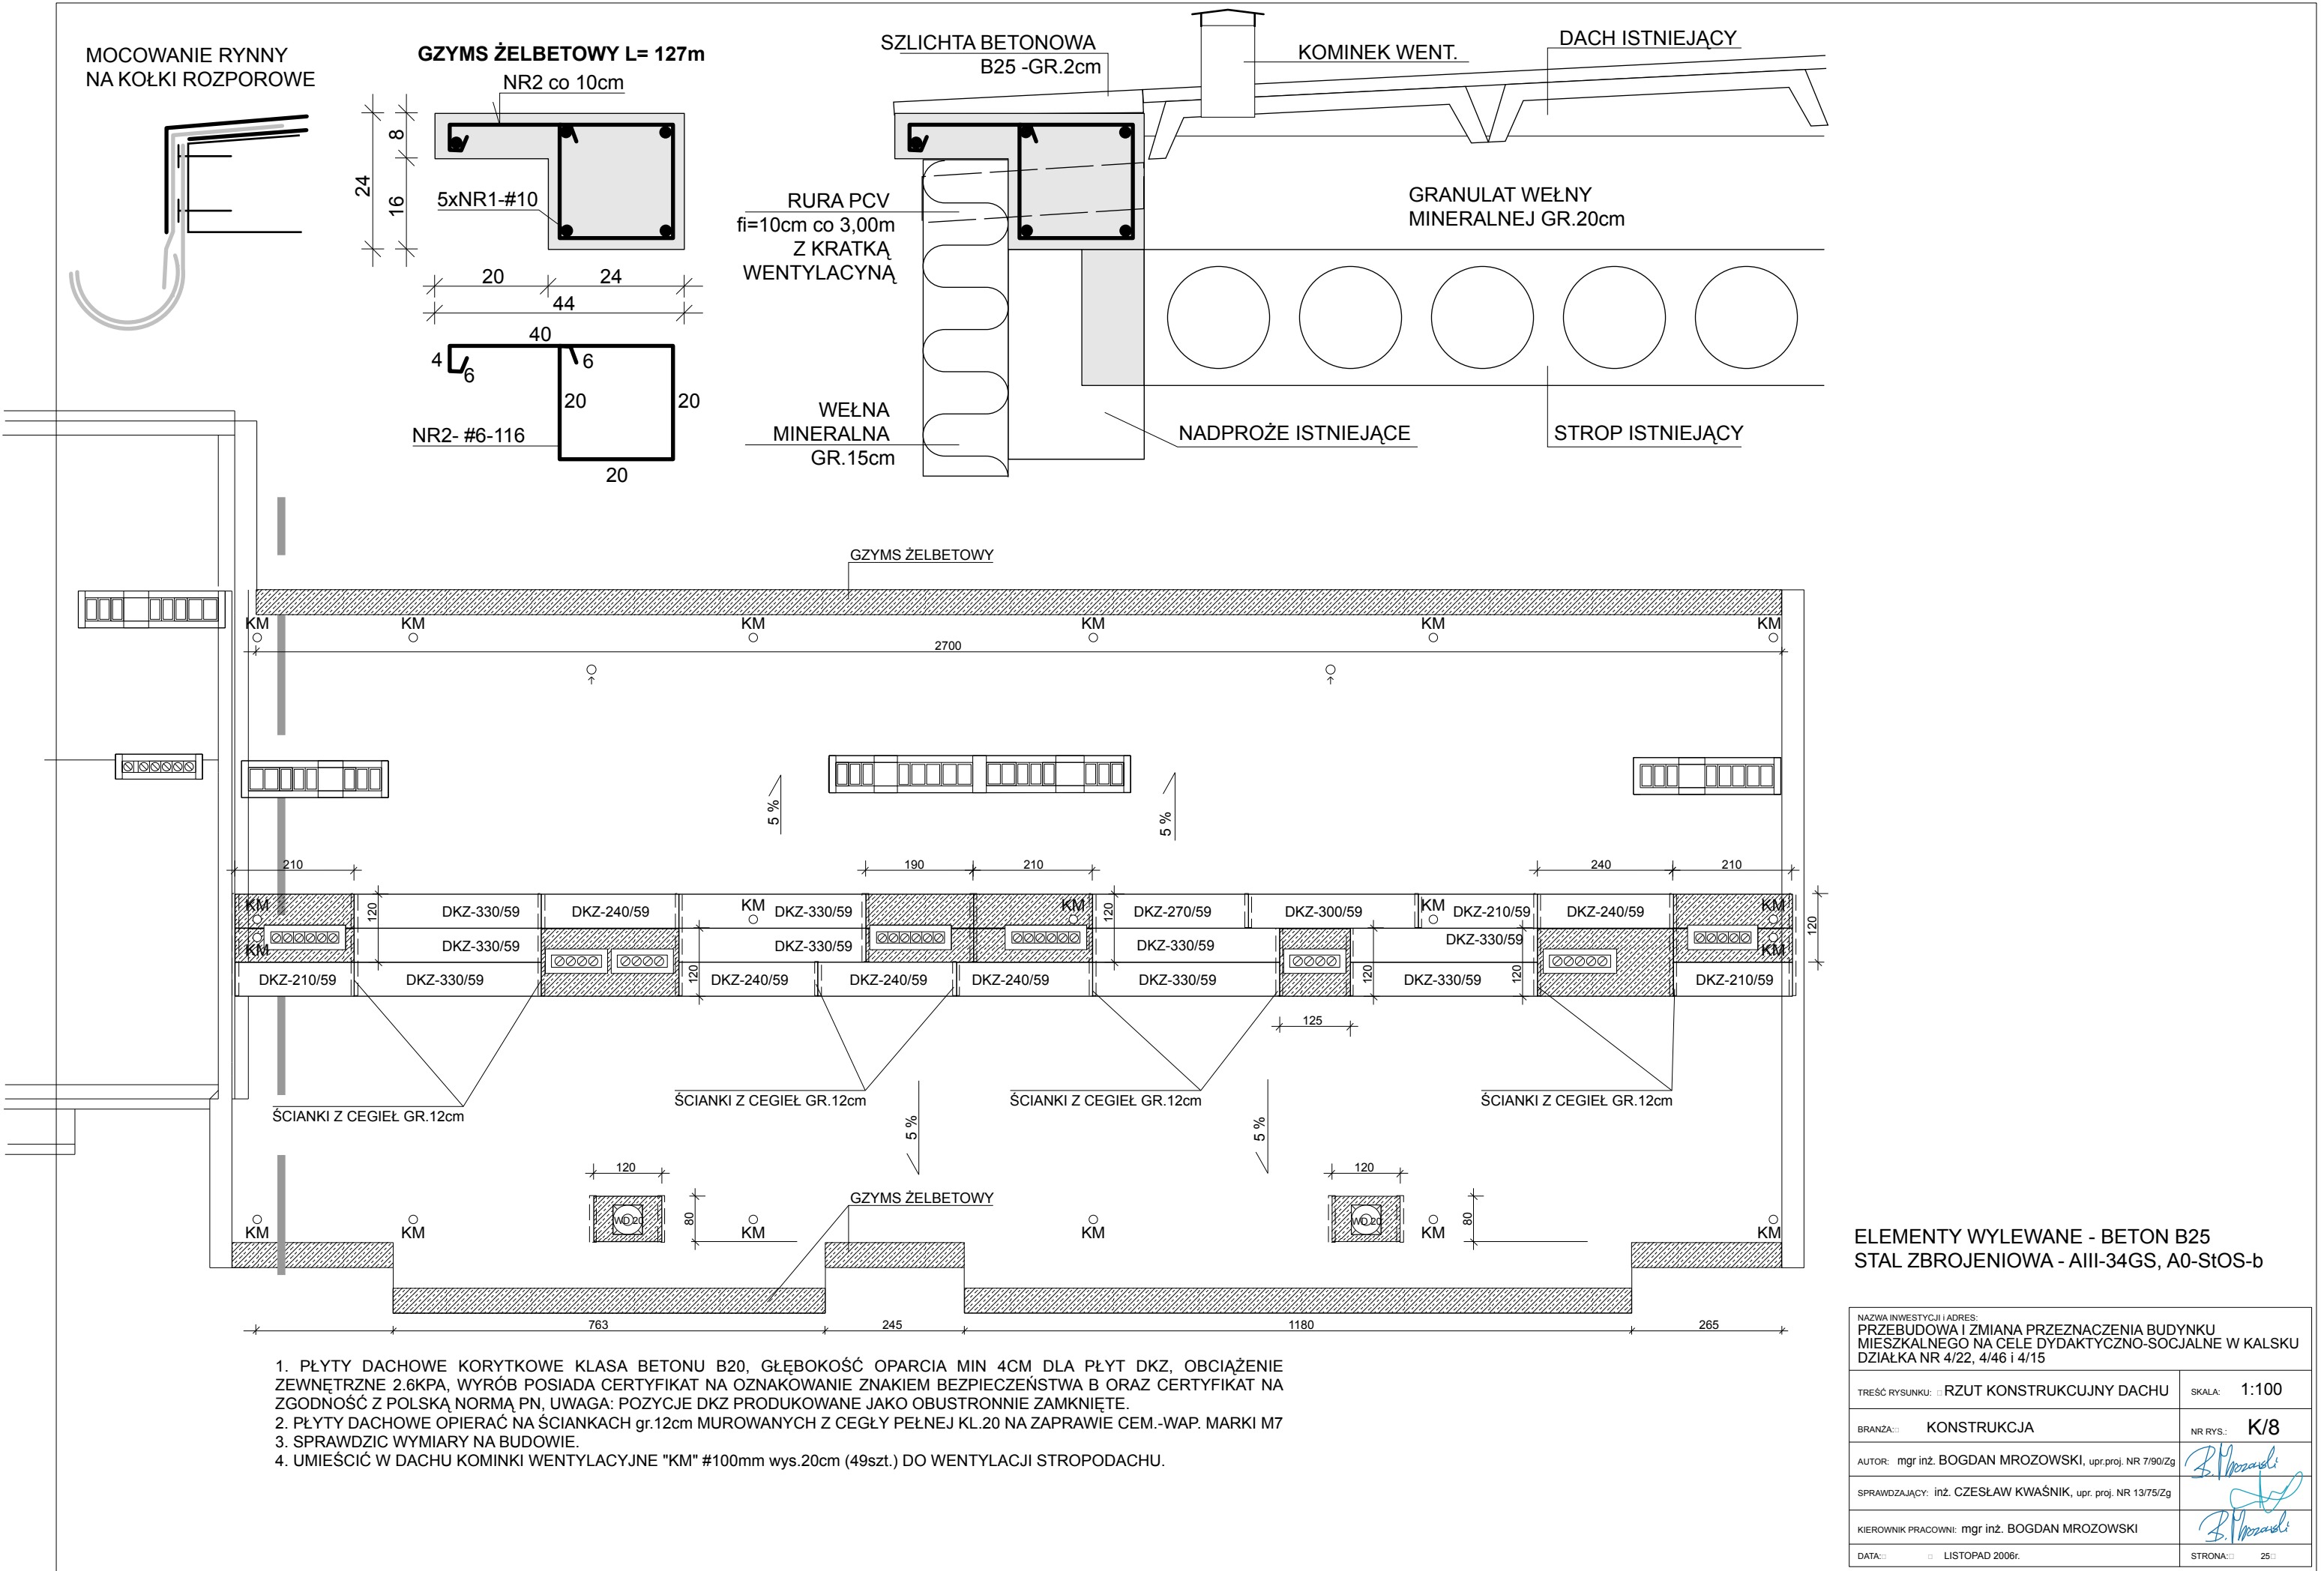 MOCOWANIE RYNNY
NA KOŁKI ROZPOROWE
GZYMS ŻELBETOWY L= 127m
NR2 co 10cm
8
24
16
5xNR1-#10
20
24
44
40
4
6
6
20
20
NR2- #6-116
20
SZLICHTA BETONOWA
B25 -GR.2cm
KOMINEK WENT.
DACH ISTNIEJĄCY
RURA PCV
fi=10cm co 3,00m
Z KRATKĄ
WENTYLACYNĄ
GRANULAT WEŁNY
MINERALNEJ GR.20cm
WEŁNA
MINERALNA
GR.15cm
NADPROŻE ISTNIEJĄCE
STROP ISTNIEJĄCY
GZYMS ŻELBETOWY
KM KM KM KM KM KM
2700
5 %
5 %
210
190
210
240
210
KM
120
DKZ-330/59
DKZ-240/59
KM
DKZ-330/59
KM
120
DKZ-270/59
DKZ-300/59
KM
DKZ-210/59
DKZ-240/59
KM
120
KM
DKZ-330/59
DKZ-330/59
DKZ-330/59
DKZ-330/59
KM
DKZ-210/59
DKZ-330/59
120
DKZ-240/59
DKZ-240/59
DKZ-240/59
DKZ-330/59
120
DKZ-330/59
120
DKZ-210/59
125
ŚCIANKI Z CEGIEŁ GR.12cm
ŚCIANKI Z CEGIEŁ GR.12cm
ŚCIANKI Z CEGIEŁ GR.12cm
ŚCIANKI Z CEGIEŁ GR.12cm
5 %
5 %
120
120
GZYMS ŻELBETOWY
WD 20
80
WD 20
80
KM KM KM KM KM KM
763
245
1180
265
1. PŁYTY DACHOWE KORYTKOWE KLASA BETONU B20, GŁĘBOKOŚĆ OPARCIA MIN 4CM DLA PŁYT DKZ, OBCIĄŻENIE
ZEWNĘTRZNE 2.6KPA, WYRÓB POSIADA CERTYFIKAT NA OZNAKOWANIE ZNAKIEM BEZPIECZEŃSTWA B ORAZ CERTYFIKAT NA
ZGODNOŚĆ Z POLSKĄ NORMĄ PN, UWAGA: POZYCJE DKZ PRODUKOWANE JAKO OBUSTRONNIE ZAMKNIĘTE.
2. PŁYTY DACHOWE OPIERAĆ NA ŚCIANKACH gr.12cm MUROWANYCH Z CEGŁY PEŁNEJ KL.20 NA ZAPRAWIE CEM.-WAP. MARKI M7
3. SPRAWDZIC WYMIARY NA BUDOWIE.
4. UMIEŚCIĆ W DACHU KOMINKI WENTYLACYJNE "KM" #100mm wys.20cm (49szt.) DO WENTYLACJI STROPODACHU.
ELEMENTY WYLEWANE - BETON B25
STAL ZBROJENIOWA - AIII-34GS, A0-StOS-b
NAZWA INWESTYCJI i ADRES:
PRZEBUDOWA I ZMIANA PRZEZNACZENIA BUDYNKU
MIESZKALNEGO NA CELE DYDAKTYCZNO-SOCJALNE W KALSKU
DZIAŁKA NR 4/22, 4/46 i 4/15
TREŚĆ RYSUNKU: RZUT KONSTRUKCUJNY DACHU
SKALA: 1:100
BRANŻA: KONSTRUKCJA
NR RYS.: K/8
AUTOR: mgr inż. BOGDAN MROZOWSKI, upr.proj. NR 7/90/Zg
B. Mrozowski
SPRAWDZAJĄCY: inż. CZESŁAW KWAŚNIK, upr. proj. NR 13/75/Zg
KIEROWNIK PRACOWNI: mgr inż. BOGDAN MROZOWSKI
B. Mrozowski
DATA: LISTOPAD 2006r.
STRONA: 25